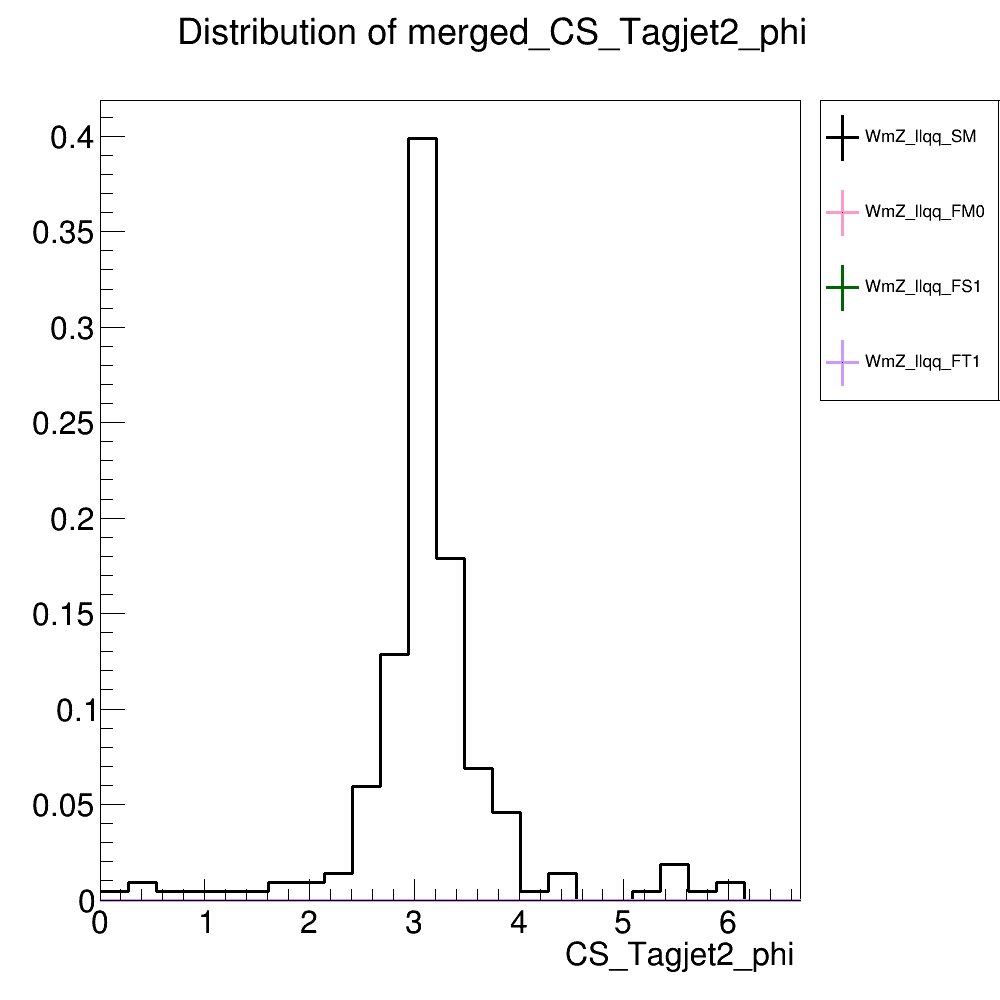 Distribution of merged_CS_Tagjet2_phi
WmZ_llqq_SM
WmZ_llqq_FM0
WmZ_llqq_FS1
WmZ_llqq_FT1
0.4
0.35
0.3
0.25
0.2
0.15
0.1
0.05
0
0 1 2 3 4 5 6
CS_Tagjet2_phi